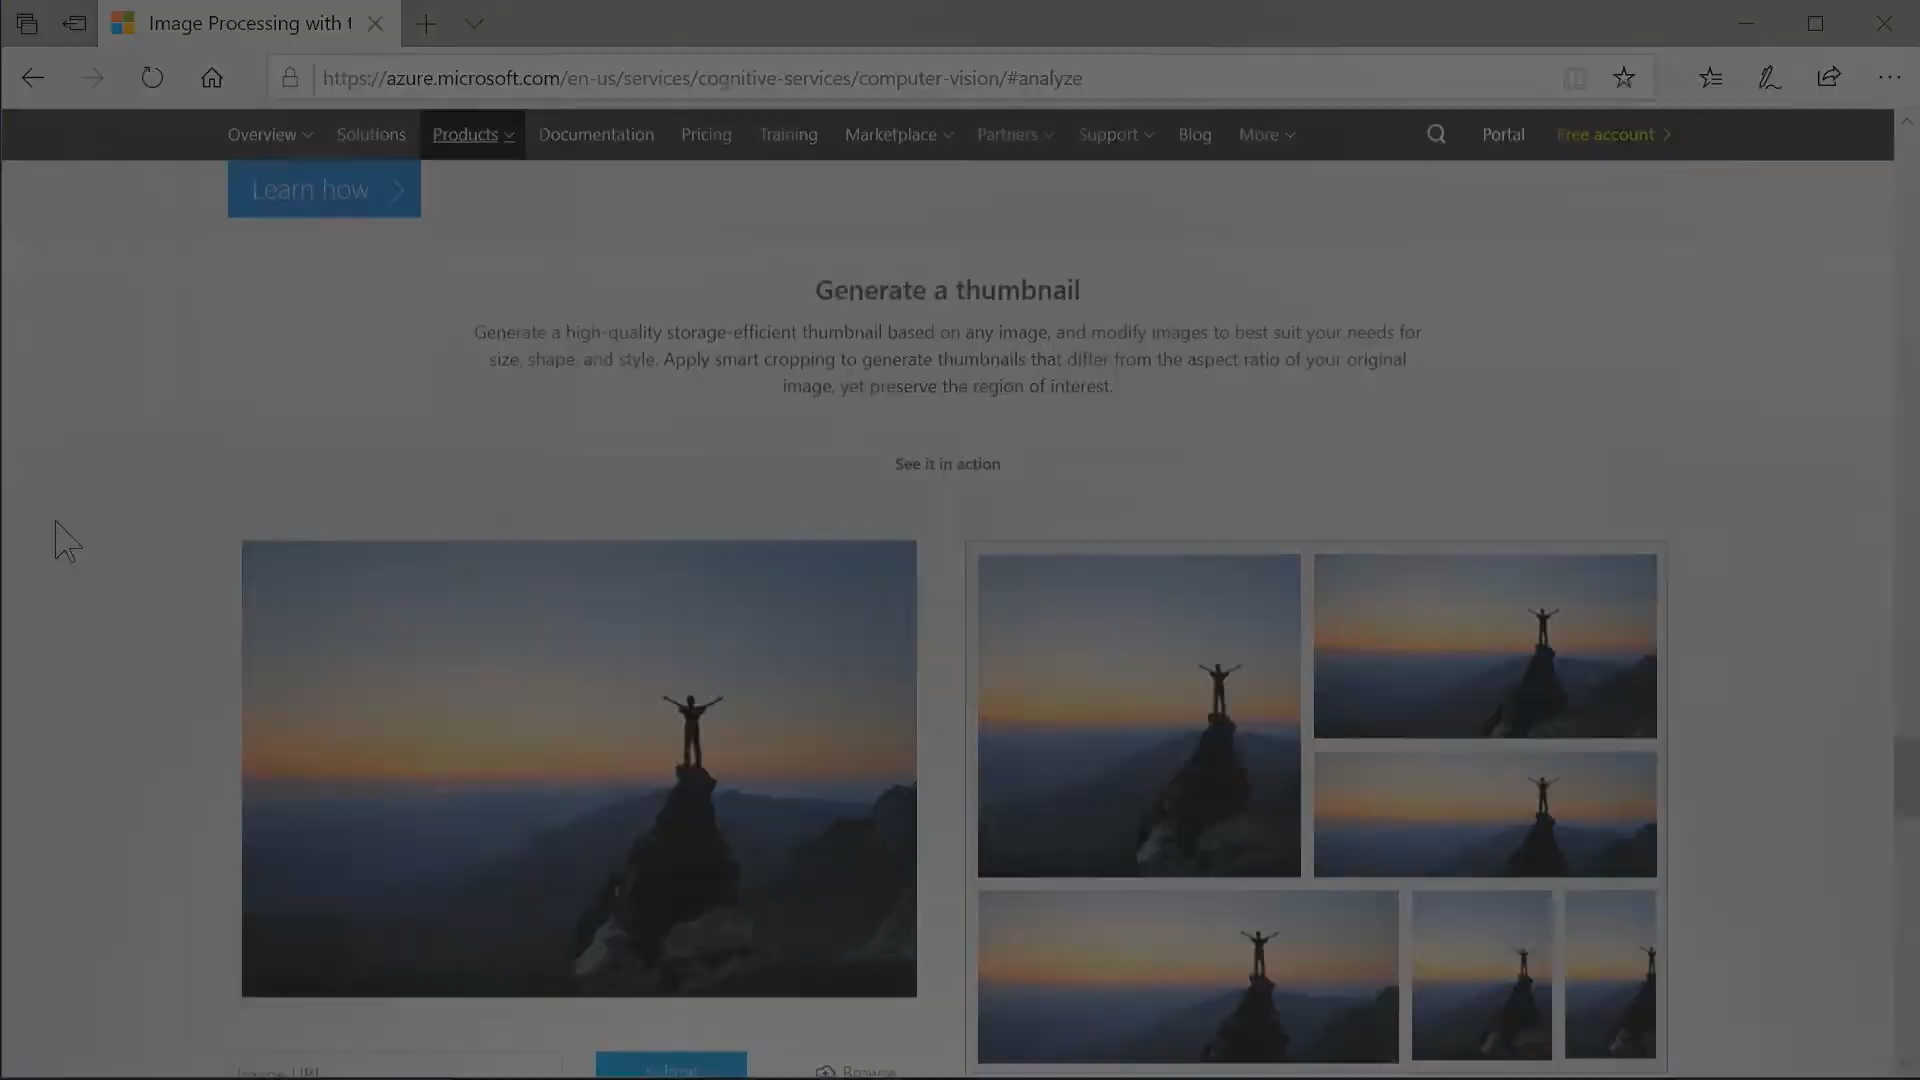 Image Processing with t
https://azure.microsoft.com/en-us/services/cognitive-services/computer-vision/#analyze
Overview Solutions Products Documentation Pricing Training Marketplace Partners Support Blog More Portal Free account
Learn how
Generate a thumbnail
Generate a high-quality storage-efficient thumbnail based on any image, and modify images to best suit your needs for
size, shape, and style. Apply smart cropping to generate thumbnails that differ from the aspect ratio of your original
image, yet preserve the region of interest.
See it in action
Image URL Submit Browse